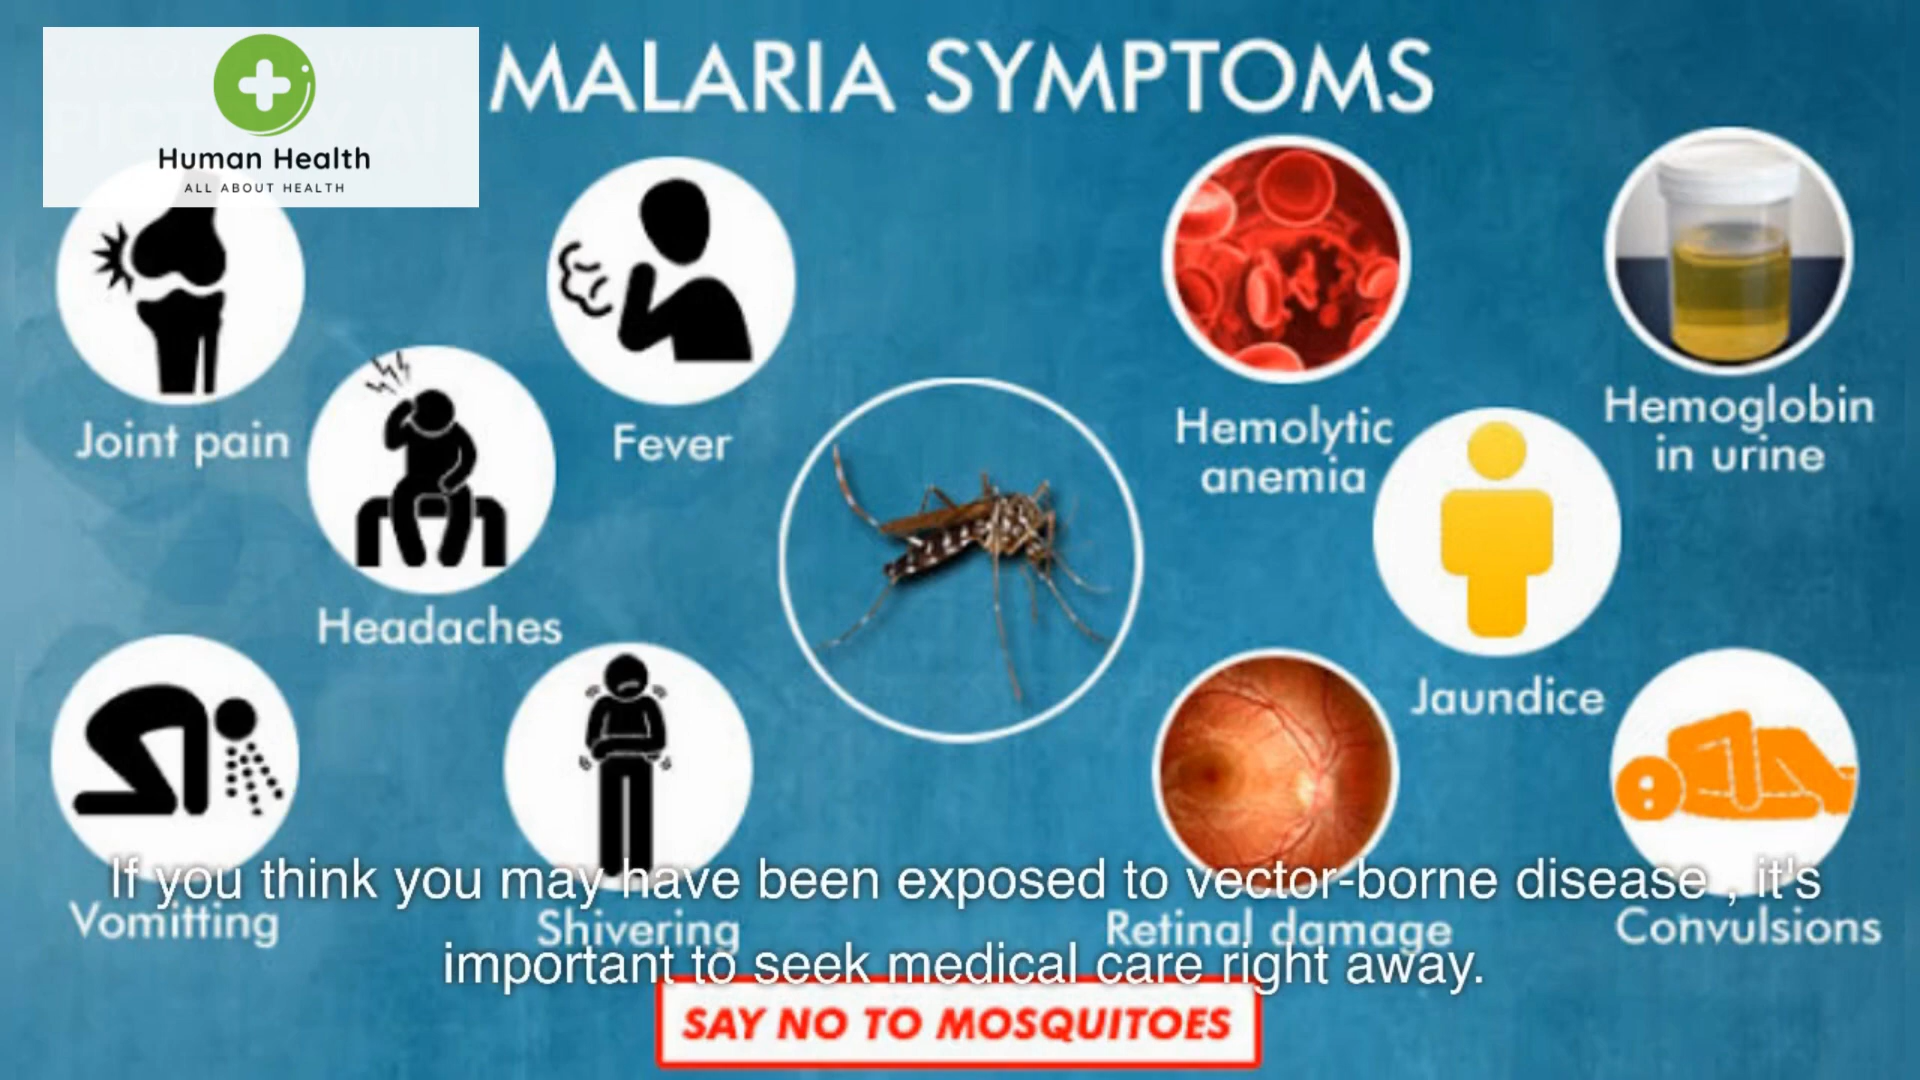 MALARIA SYMPTOMS
Human Health
ALL ABOUT HEALTH
Joint pain
Fever
Headaches
Vomitting
Shivering
Hemolytic
anemia
Hemoglobin
in urine
Jaundice
Retinal damage
Convulsions
If you think you may have been exposed to vector-borne disease , it's
important to seek medical care right away.
SAY NO TO MOSQUITOES